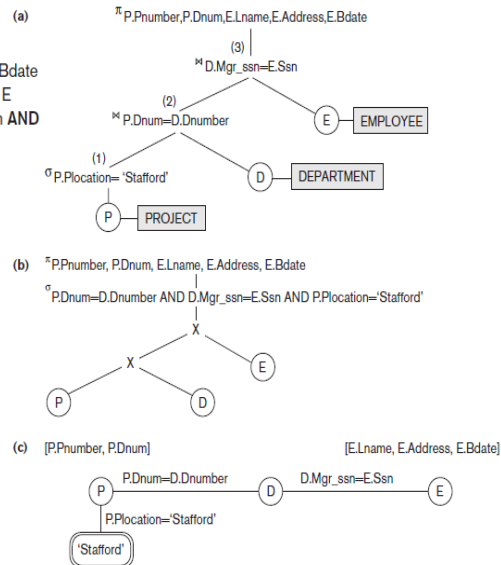 (a) π P.Pnumber,P.Dnum,E.Lname,E.Address,E.Bdate
(3)
⋈ D.Mgr_ssn=E.Ssn
Bdate
E
AND
(2)
⋈ P.Dnum=D.Dnumber
E EMPLOYEE
(1)
σ P.Plocation= 'Stafford'
D DEPARTMENT
P PROJECT
(b) π P.Pnumber, P.Dnum, E.Lname, E.Address, E.Bdate
σ P.Dnum=D.Dnumber AND D.Mgr_ssn=E.Ssn AND P.Plocation='Stafford'
X
X E
P D
(c) [P.Pnumber, P.Dnum] [E.Lname, E.Address, E.Bdate]
P P.Dnum=D.Dnumber D D.Mgr_ssn=E.Ssn E
P.Plocation='Stafford'
'Stafford'